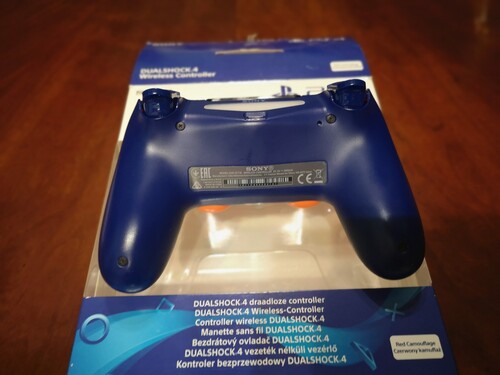 DUALSHOCK®4
Wireless Controller
SONY
EAC
CE
DUALSHOCK®4 draadloze controller
DUALSHOCK®4 Wireless-Controller
Controller wireless DUALSHOCK®4
Manette sans fil DUALSHOCK®4
Bezdrátový ovladač DUALSHOCK®4
DUALSHOCK®4 vezeték nélküli vezérlő
Kontroler bezprzewodowy DUALSHOCK®4
Red Camouflage
Czerwony kamuflaż